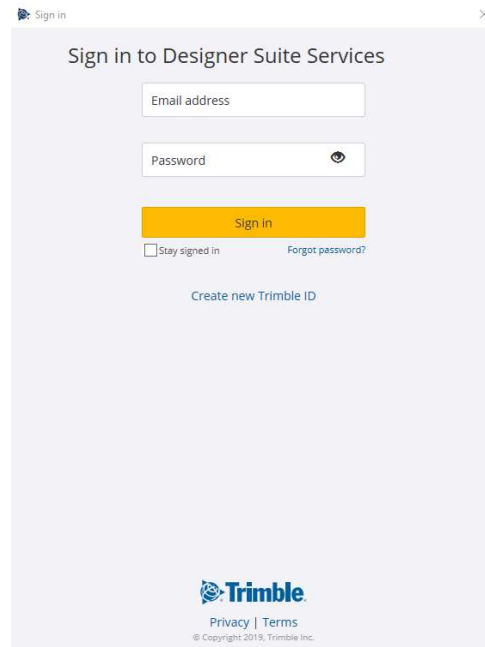 Sign in
Sign in to Designer Suite Services
Email address
Password
Sign in
Stay signed in
Forgot password?
Create new Trimble ID
Trimble.
Privacy | Terms
© Copyright 2019, Trimble Inc.